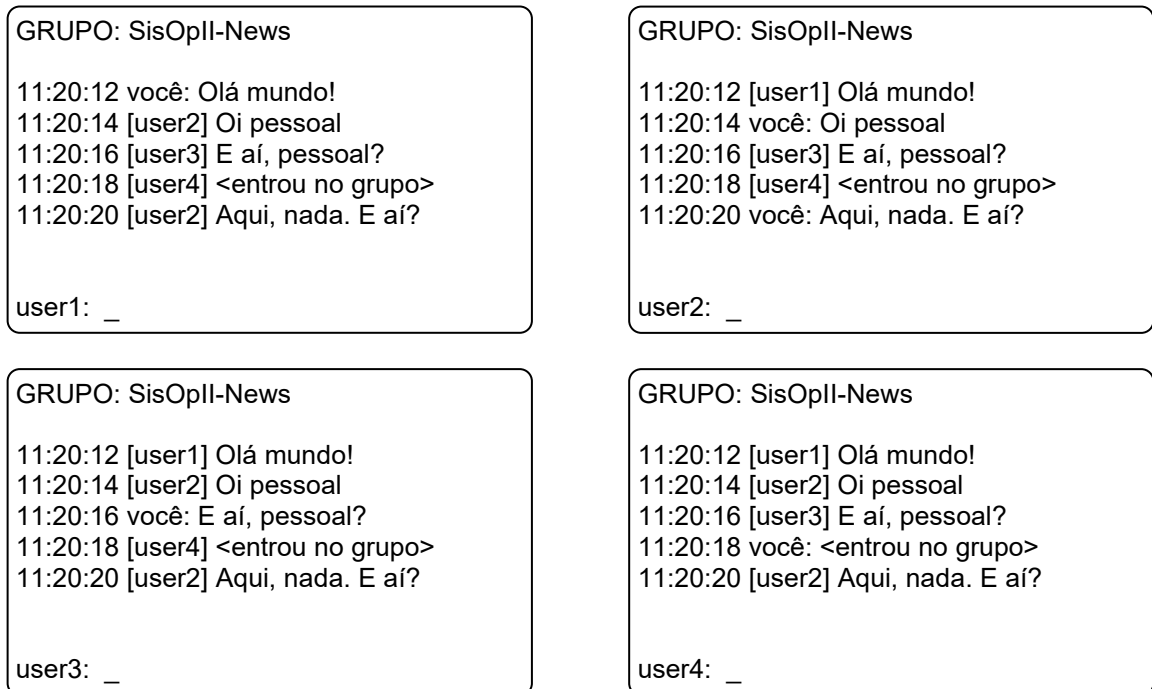 GRUPO: SisOpII-News
11:20:12 você: Olá mundo!
11:20:14 [user2] Oi pessoal
11:20:16 [user3] E aí, pessoal?
11:20:18 [user4] <entrou no grupo>
11:20:20 [user2] Aqui, nada. E aí?
user1: _
GRUPO: SisOpII-News
11:20:12 [user1] Olá mundo!
11:20:14 você: Oi pessoal
11:20:16 [user3] E aí, pessoal?
11:20:18 [user4] <entrou no grupo>
11:20:20 você: Aqui, nada. E aí?
user2: _
GRUPO: SisOpII-News
11:20:12 [user1] Olá mundo!
11:20:14 [user2] Oi pessoal
11:20:16 você: E aí, pessoal?
11:20:18 [user4] <entrou no grupo>
11:20:20 [user2] Aqui, nada. E aí?
user3: _
GRUPO: SisOpII-News
11:20:12 [user1] Olá mundo!
11:20:14 [user2] Oi pessoal
11:20:16 [user3] E aí, pessoal?
11:20:18 você: <entrou no grupo>
11:20:20 [user2] Aqui, nada. E aí?
user4: _